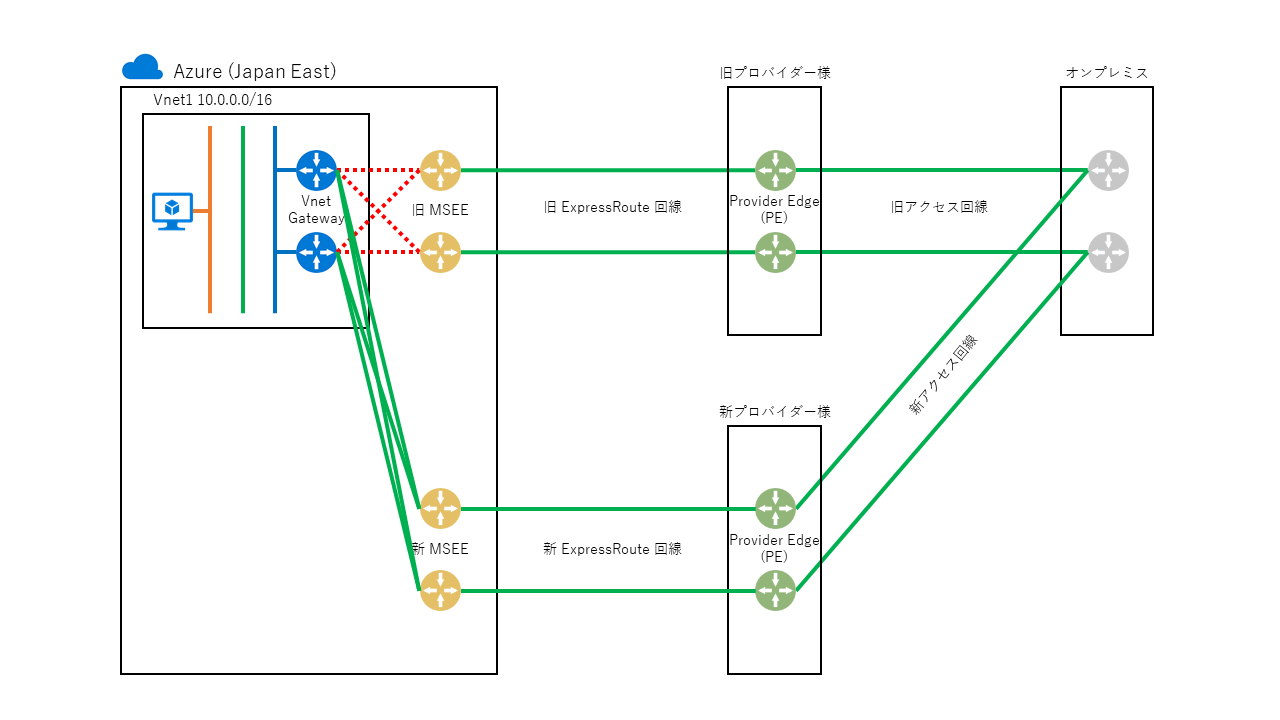 Azure (Japan East)
旧プロバイダー様
オンプレミス
Vnet1 10.0.0.0/16
Vnet
Gateway
旧 MSEE
旧 ExpressRoute 回線
Provider Edge
(PE)
旧アクセス回線
新アクセス回線
新プロバイダー様
新 MSEE
新 ExpressRoute 回線
Provider Edge
(PE)